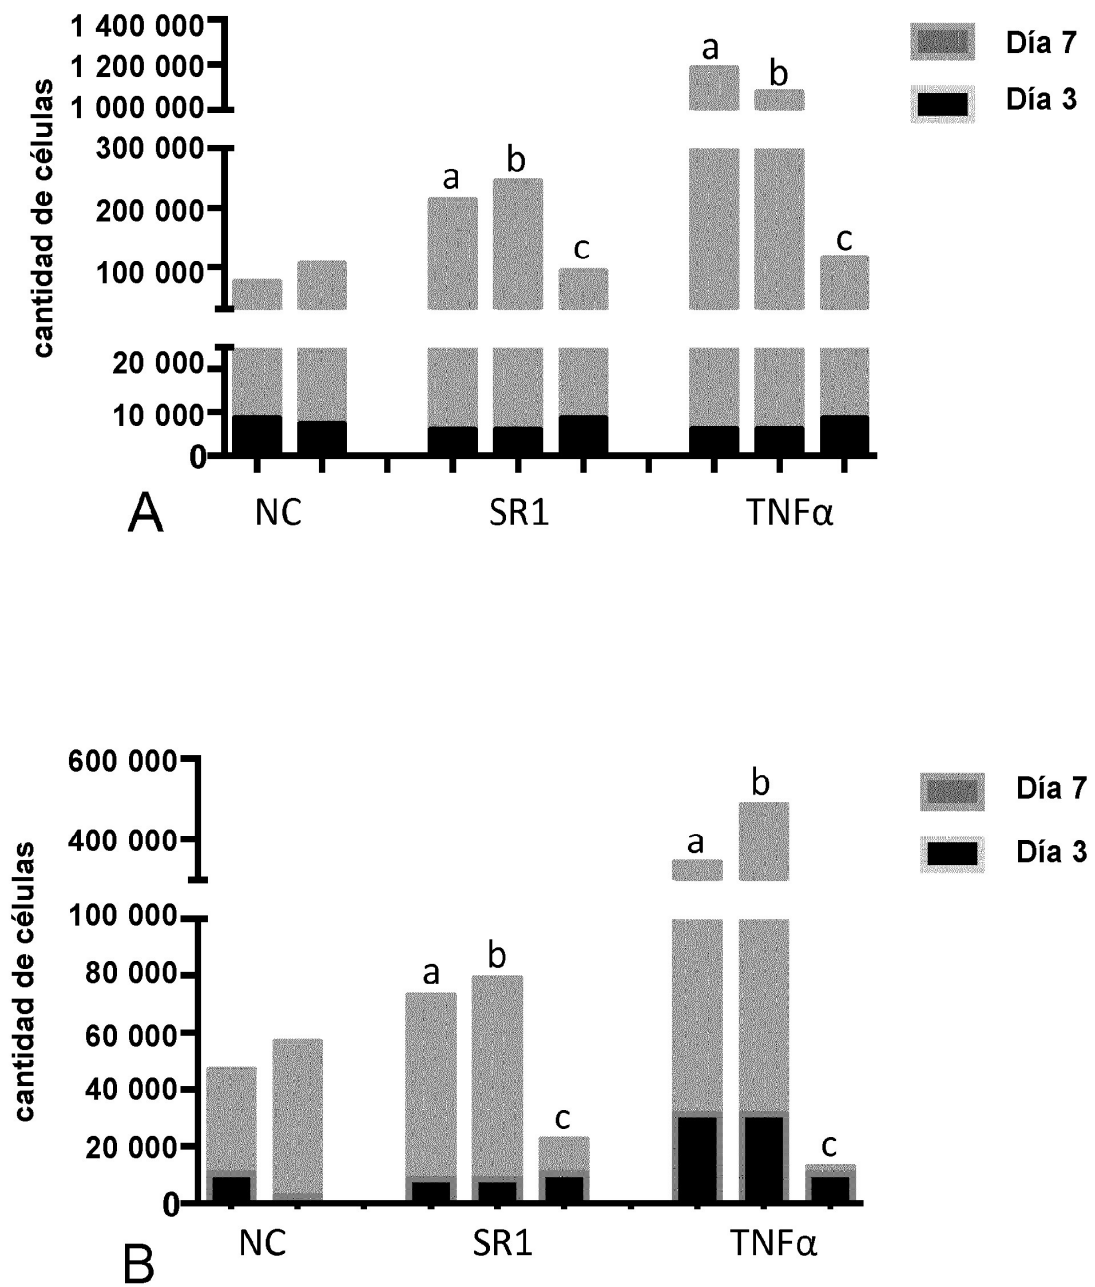 cantidad de células
1 400 000
1 200 000
1 000 000
300 000
200 000
100 000
20 000
10 000
0
a
b
c
a
b
c
NC
SR1
TNFα
Día 7
Día 3
A
cantidad de células
600 000
400 000
100 000
80 000
60 000
40 000
20 000
0
a
b
c
a
b
c
NC
SR1
TNFα
Día 7
Día 3
B